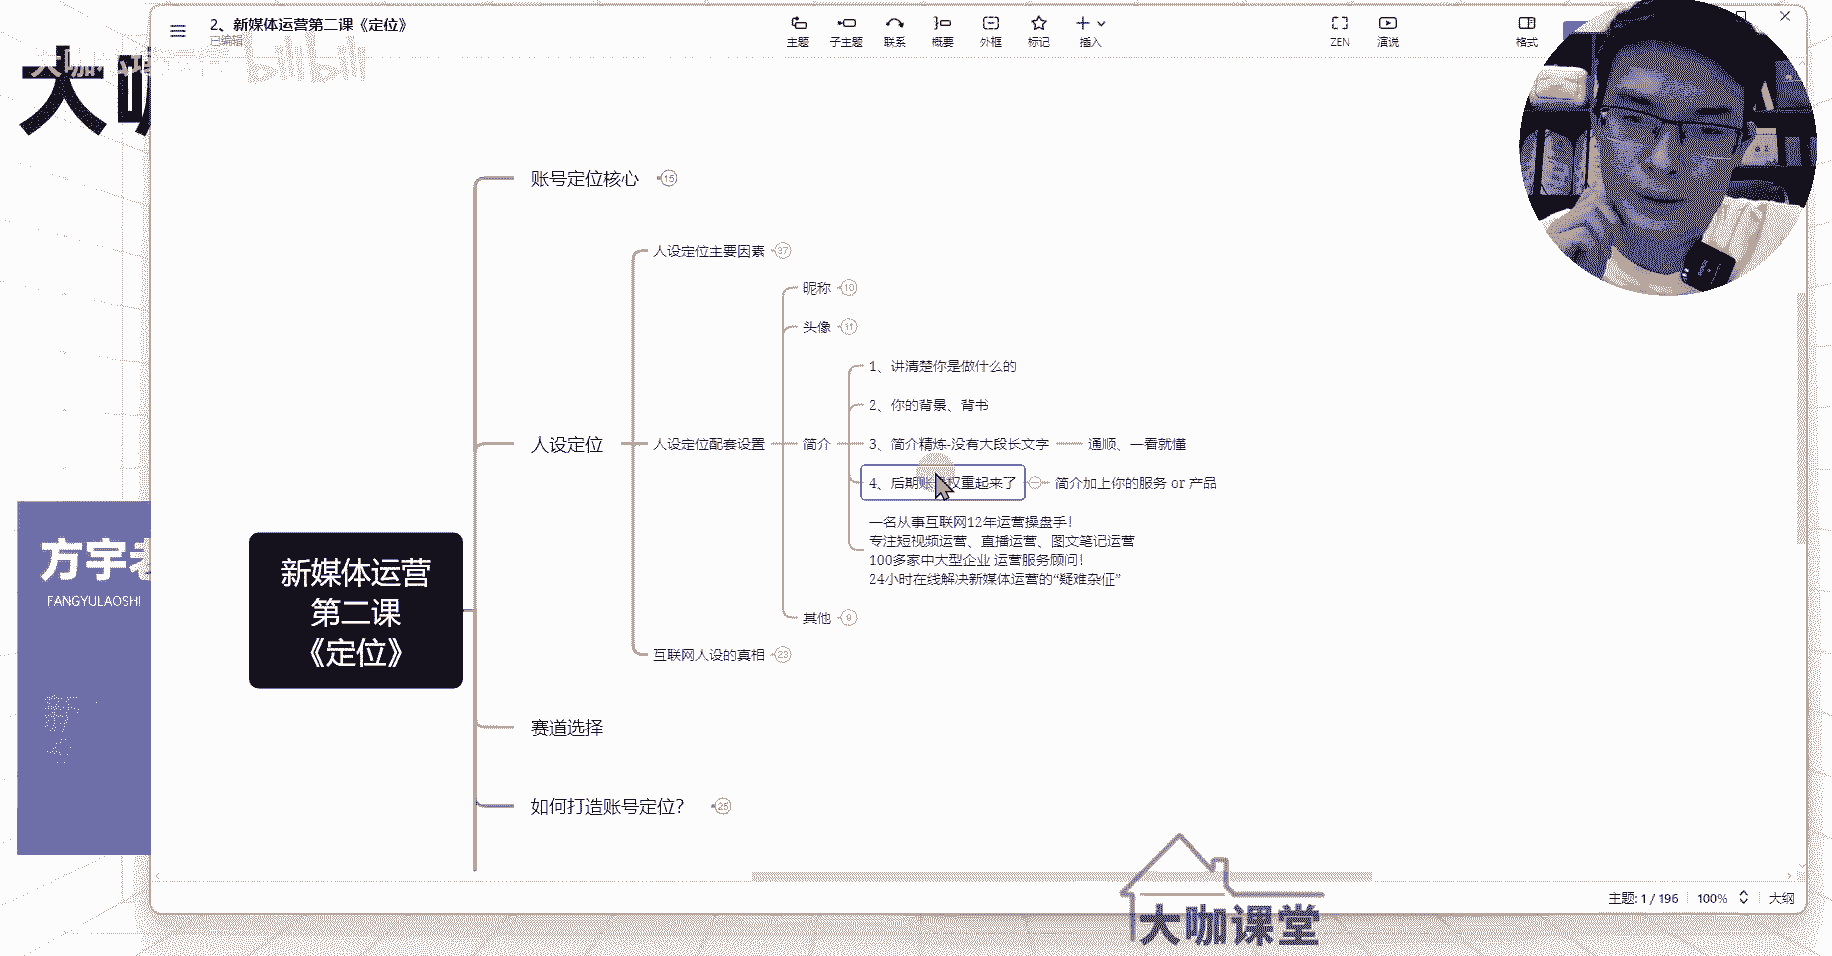 2、新媒体运营第二课《定位》
已编辑
主题
子主题
联系
概要
外框
标记
插入
ZEN
演说
格式
bilibili
大咖
账号定位核心 15
人设定位主要因素 37
昵称 10
头像 11
1、讲清楚你是做什么的
2、你的背景、背书
人设定位
人设定位配套设置
简介
3、简介精炼-没有大段长文字
通顺、一看就懂
4、后期账 权重起来了
简介加上你的服务 or 产品
一名从事互联网12年运营操盘手！
专注短视频运营、直播运营、图文笔记运营
100多家中大型企业 运营服务顾问！
24小时在线解决新媒体运营的“疑难杂征”
其他 9
互联网人设的真相 23
新媒体运营
第二课
《定位》
方宇老
FANGYULAOSHI
赛道选择
如何打造账号定位？ 25
主题: 1 / 196
100%
大纲
大咖课堂